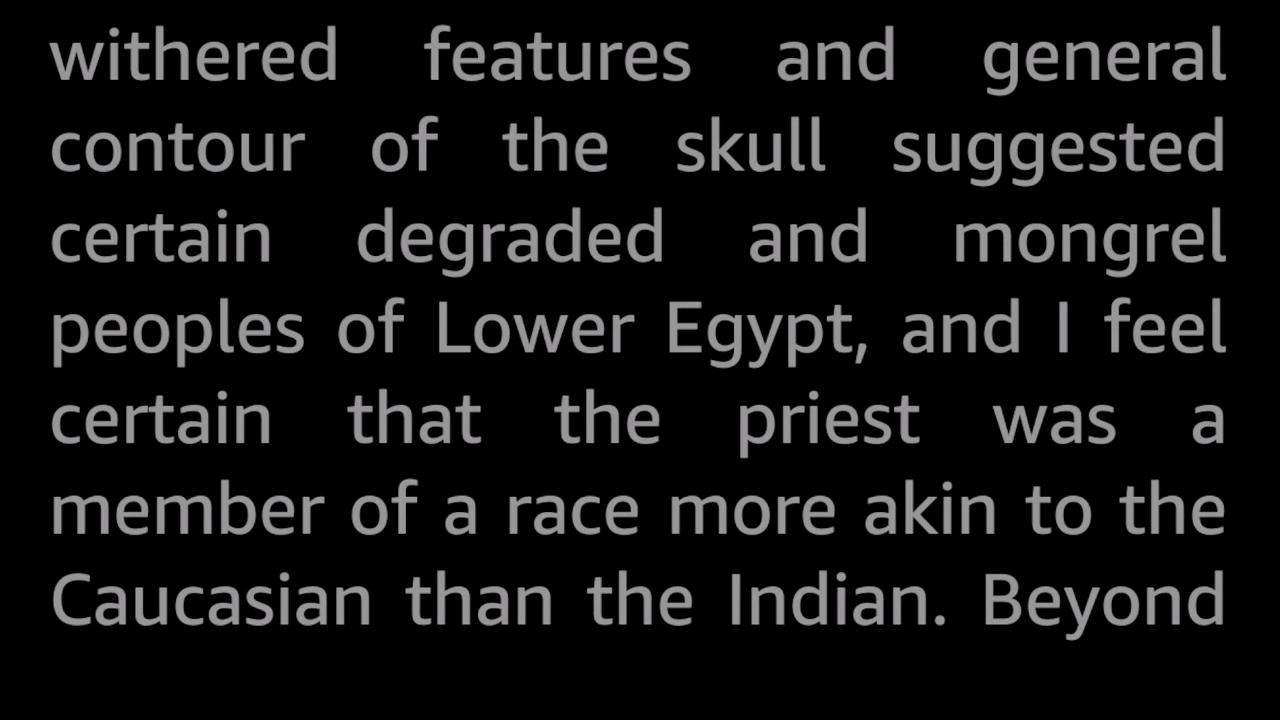 withered features and general
contour of the skull suggested
certain degraded and mongrel
peoples of Lower Egypt, and I feel
certain that the priest was a
member of a race more akin to the
Caucasian than the Indian. Beyond